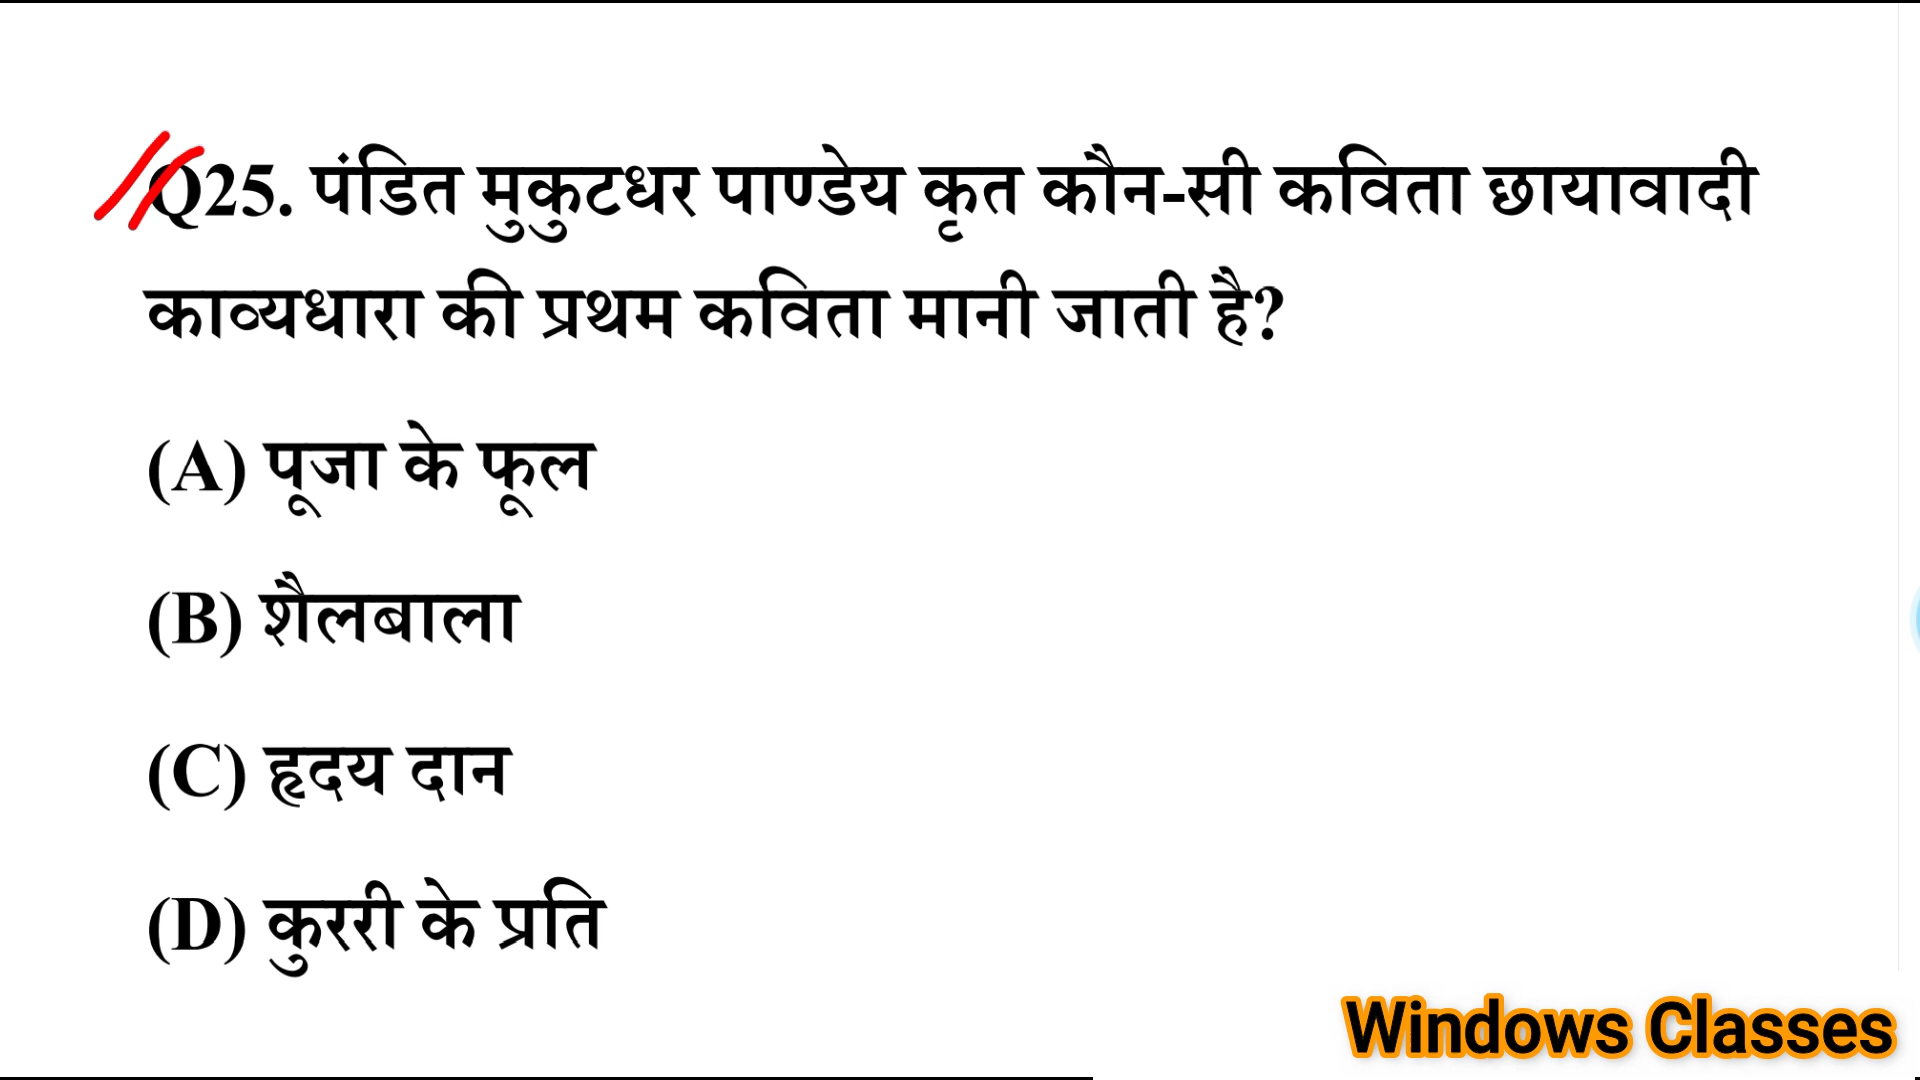 Q25. पंडित मुकुटधर पाण्डेय कृत कौन-सी कविता छायावादी
काव्यधारा की प्रथम कविता मानी जाती है?
(A) पूजा के फूल
(B) शैलबाला
(C) हृदय दान
(D) कुररी के प्रति
Windows Classes